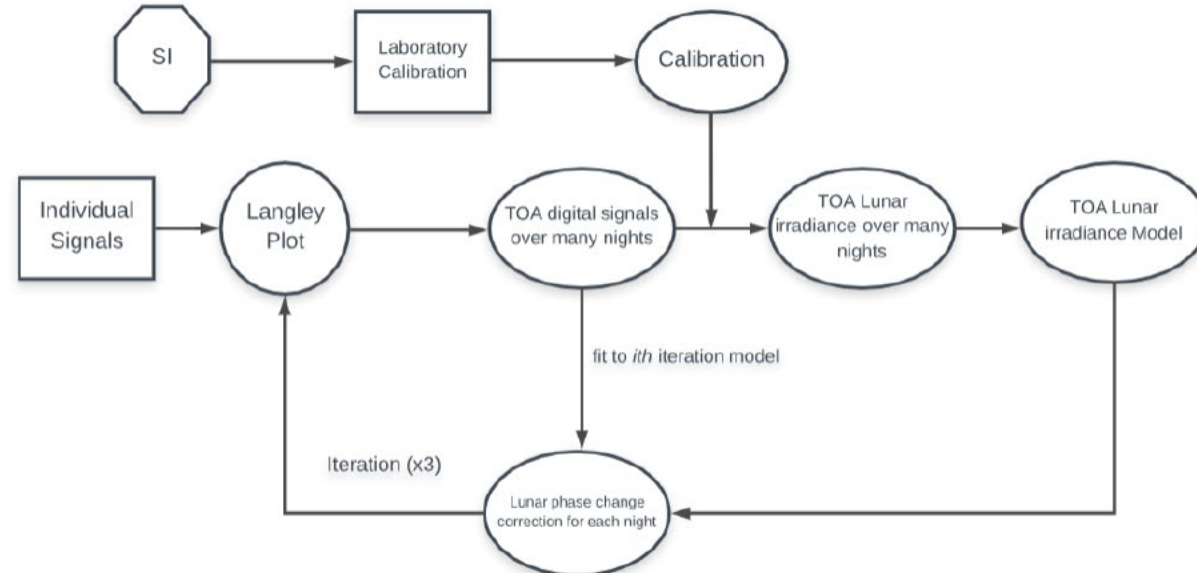 SI
Laboratory
Calibration
Calibration
Individual
Signals
Langley
Plot
TOA digital signals
over many nights
TOA Lunar
irradiance over many
nights
TOA Lunar
irradiance Model
fit to ith iteration model
Iteration (x3)
Lunar phase change
correction for each night